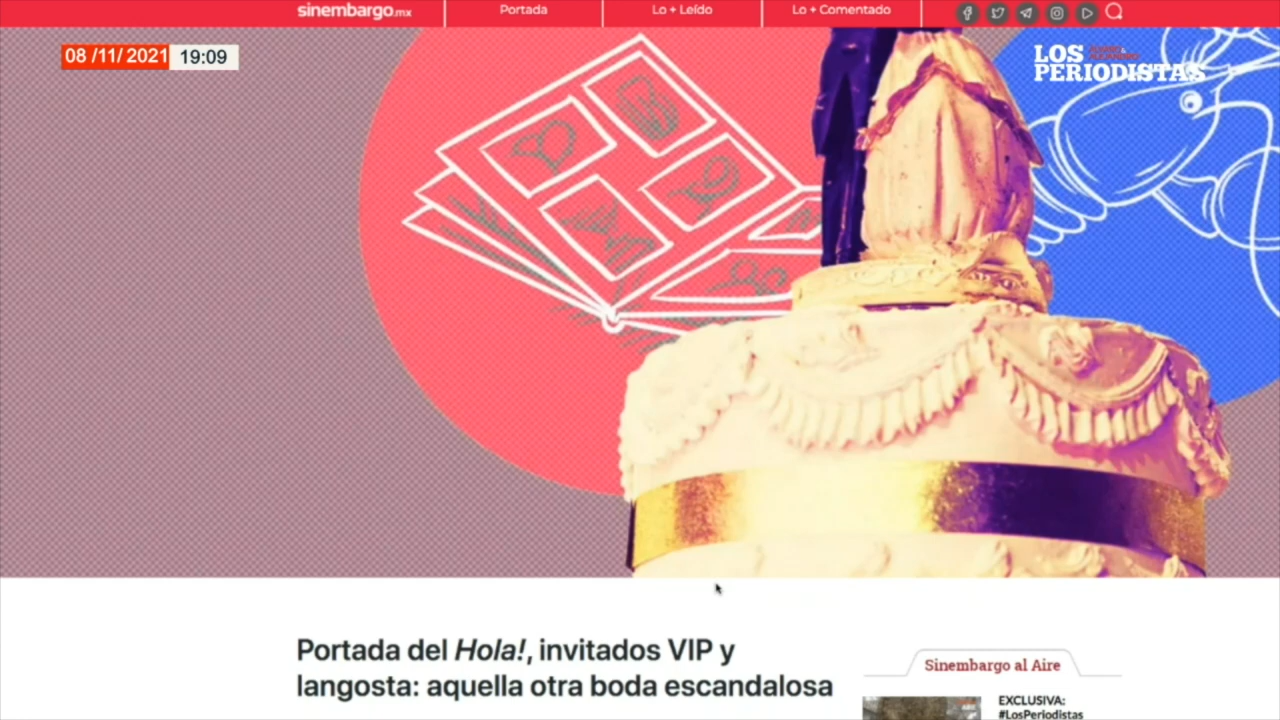 sinembargo.mx
Portada
Lo + Leído
Lo + Comentado
08 /11/ 2021 19:09
LOS
PERIODISTAS
Portada del Hola!, invitados VIP y
langosta: aquella otra boda escandalosa
Sinembargo al Aire
EXCLUSIVA:
#LosPeriodistas